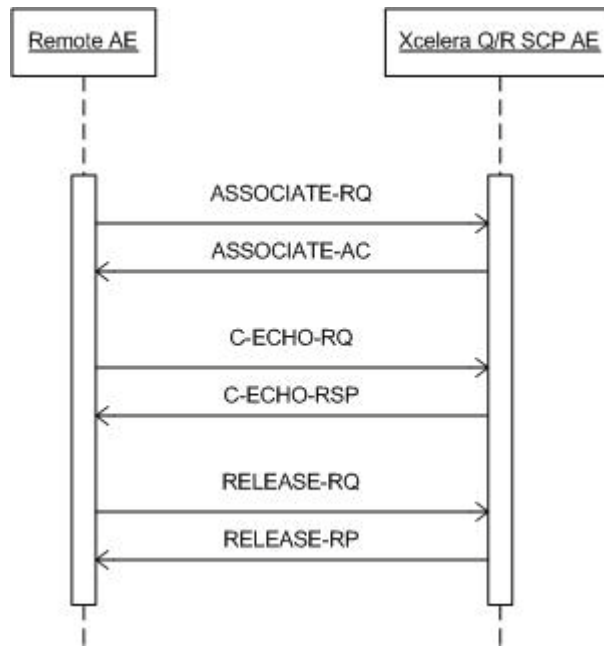 Remote AE
Xcelera Q/R SCP AE
ASSOCIATE-RQ
ASSOCIATE-AC
C-ECHO-RQ
C-ECHO-RSP
RELEASE-RQ
RELEASE-RP